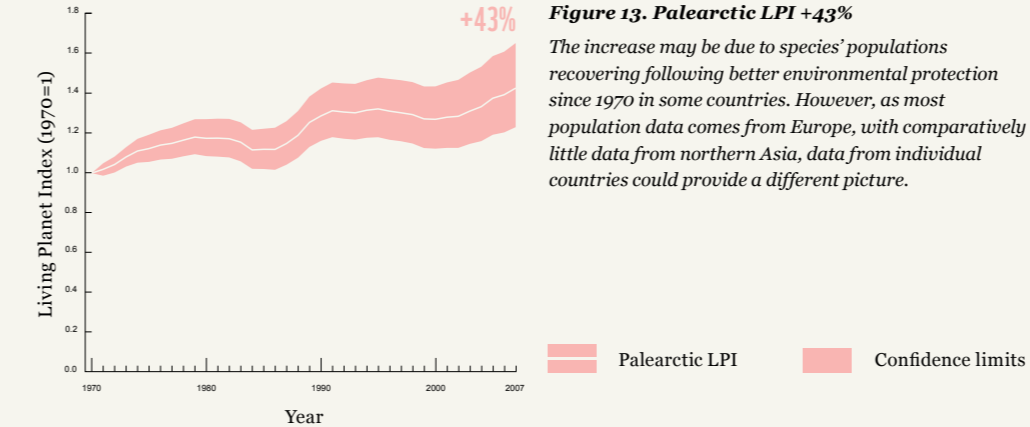 +43%
Figure 13. Palearctic LPI +43%
The increase may be due to species’ populations
recovering following better environmental protection
since 1970 in some countries. However, as most
population data comes from Europe, with comparatively
little data from northern Asia, data from individual
countries could provide a different picture.
Living Planet Index (1970=1)
1.8
1.6
1.4
1.2
1.0
0.8
0.6
0.4
0.2
0.0
1970 1980 1990 2000 2007
Year
Palearctic LPI
Confidence limits